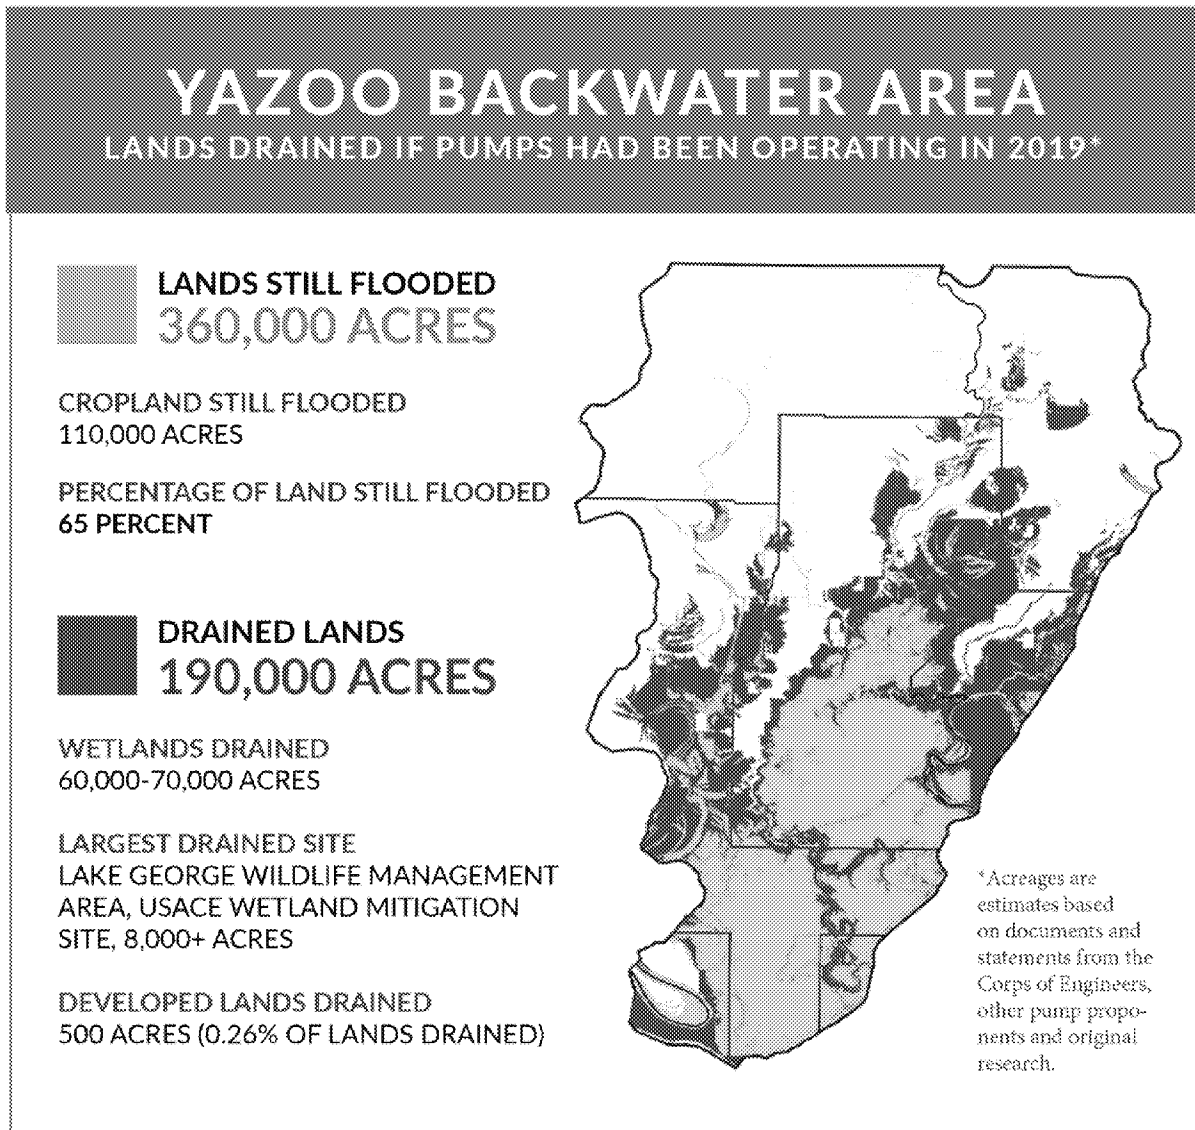 YAZOO BACKWATER AREA
LANDS DRAINED IF PUMPS HAD BEEN OPERATING IN 2019*
LANDS STILL FLOODED
360,000 ACRES
CROPLAND STILL FLOODED
110,000 ACRES
PERCENTAGE OF LAND STILL FLOODED
65 PERCENT
DRAINED LANDS
190,000 ACRES
WETLANDS DRAINED
60,000-70,000 ACRES
LARGEST DRAINED SITE
LAKE GEORGE WILDLIFE MANAGEMENT
AREA, USACE WETLAND MITIGATION
SITE, 8,000+ ACRES
DEVELOPED LANDS DRAINED
500 ACRES (0.26% OF LANDS DRAINED)
*Acreages are
estimates based
on documents and
statements from the
Corps of Engineers,
other pump propo-
nents and original
research.